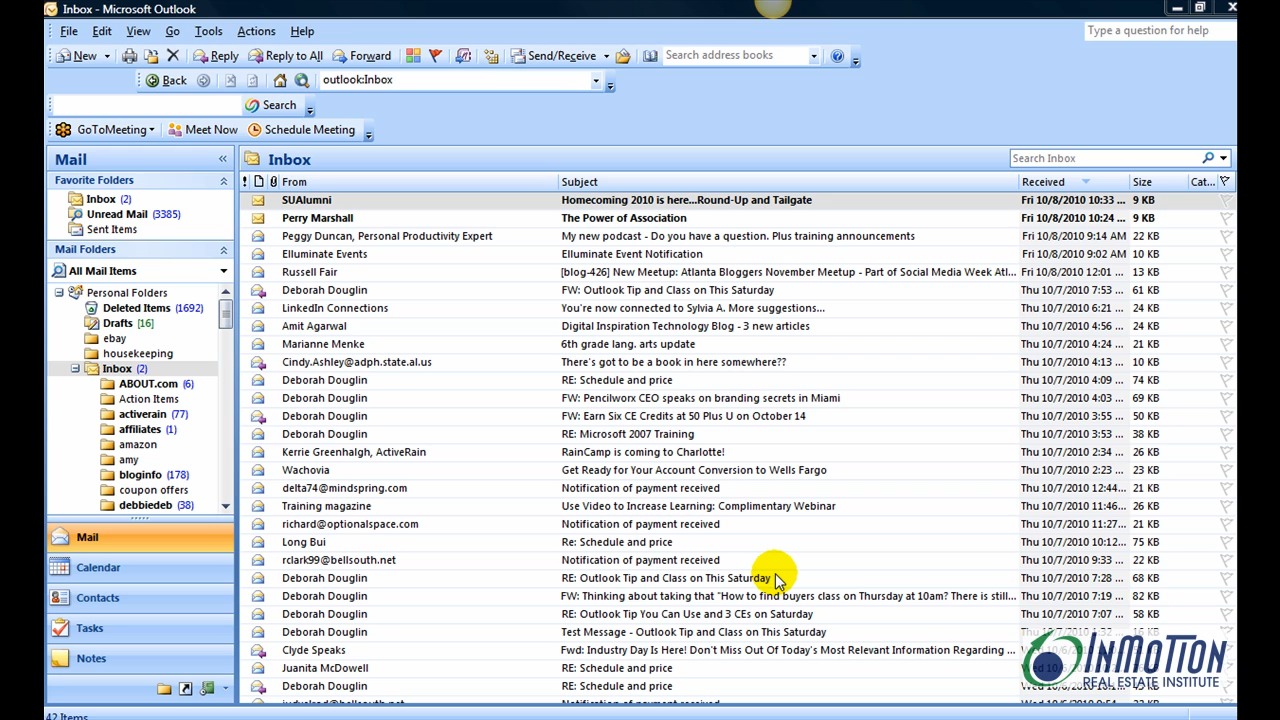 Inbox - Microsoft Outlook
File Edit View Go Tools Actions Help
Type a question for help
New Reply Reply to All Forward Send/Receive Search address books
Back outlook:Inbox
Search
GoToMeeting Meet Now Schedule Meeting
Mail «
Inbox
Search Inbox
Favorite Folders
Inbox (2)
Unread Mail (3385)
Sent Items
Mail Folders
All Mail Items
Personal Folders
Deleted Items (1692)
Drafts [16]
ebay
housekeeping
Inbox (2)
ABOUT.com (6)
Action Items
activerain (77)
affiliates (1)
amazon
amy
bloginfo (178)
coupon offers
debbiedeb (38)
Mail
Calendar
Contacts
Tasks
Notes
From Subject Received Size Cat...
SUAlumni Homecoming 2010 is here...Round-Up and Tailgate Fri 10/8/2010 10:33 ... 9 KB
Perry Marshall The Power of Association Fri 10/8/2010 10:24 ... 9 KB
Peggy Duncan, Personal Productivity Expert My new podcast - Do you have a question. Plus training announcements Fri 10/8/2010 9:14 AM 22 KB
Elluminate Events Elluminate Event Notification Fri 10/8/2010 9:02 AM 10 KB
Russell Fair [blog-426] New Meetup: Atlanta Bloggers November Meetup - Part of Social Media Week Atl... Fri 10/8/2010 12:01 ... 13 KB
Deborah Douglin FW: Outlook Tip and Class on This Saturday Thu 10/7/2010 7:53 ... 61 KB
LinkedIn Connections You're now connected to Sylvia A. More suggestions... Thu 10/7/2010 6:21 ... 24 KB
Amit Agarwal Digital Inspiration Technology Blog - 3 new articles Thu 10/7/2010 4:56 ... 24 KB
Marianne Menke 6th grade lang. arts update Thu 10/7/2010 4:24 ... 21 KB
Cindy.Ashley@adph.state.al.us There's got to be a book in here somewhere?? Thu 10/7/2010 4:13 ... 10 KB
Deborah Douglin RE: Schedule and price Thu 10/7/2010 4:09 ... 74 KB
Deborah Douglin FW: Pencilworx CEO speaks on branding secrets in Miami Thu 10/7/2010 4:03 ... 69 KB
Deborah Douglin FW: Earn Six CE Credits at 50 Plus U on October 14 Thu 10/7/2010 3:55 ... 50 KB
Deborah Douglin RE: Microsoft 2007 Training Thu 10/7/2010 3:53 ... 38 KB
Kerrie Greenhalgh, ActiveRain RainCamp is coming to Charlotte! Thu 10/7/2010 2:34 ... 26 KB
Wachovia Get Ready for Your Account Conversion to Wells Fargo Thu 10/7/2010 2:23 ... 23 KB
delta74@mindspring.com Notification of payment received Thu 10/7/2010 12:44... 21 KB
Training magazine Use Video to Increase Learning: Complimentary Webinar Thu 10/7/2010 11:46... 26 KB
richard@optionalspace.com Notification of payment received Thu 10/7/2010 11:27... 21 KB
Long Bui Re: Schedule and price Thu 10/7/2010 10:12... 75 KB
rclark99@bellsouth.net Notification of payment received Thu 10/7/2010 9:33 ... 22 KB
Deborah Douglin RE: Outlook Tip and Class on This Saturday Thu 10/7/2010 7:28 ... 68 KB
Deborah Douglin FW: Thinking about taking that "How to find buyers class on Thursday at 10am? There is still... Thu 10/7/2010 7:19 ... 82 KB
Deborah Douglin RE: Outlook Tip You Can Use and 3 CEs on Saturday Thu 10/7/2010 7:07 ... 58 KB
Deborah Douglin Test Message - Outlook Tip and Class on This Saturday
Clyde Speaks Fwd: Industry Day Is Here! Don't Miss Out Of Today's Most Relevant Information Regarding ...
Juanita McDowell RE: Schedule and price
Deborah Douglin RE: Schedule and price
Notification of payment received
INMOTION
REAL ESTATE INSTITUTE
42 Items